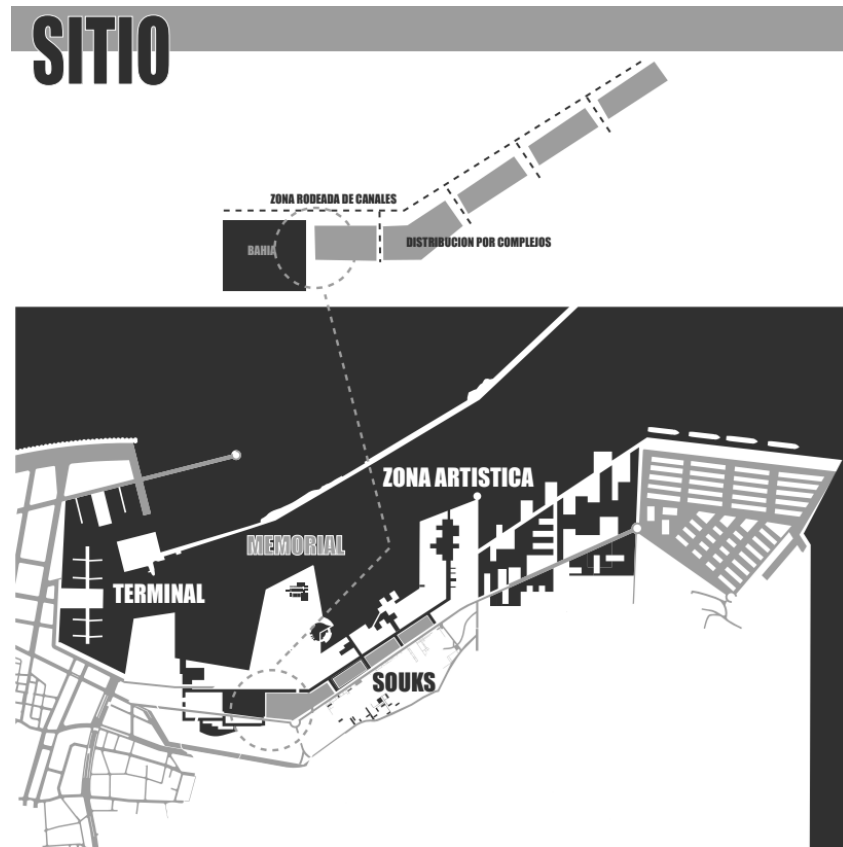 SITIO
ZONA RODEADA DE CANALES
BAHIA
DISTRIBUCION POR COMPLEJOS
ZONA ARTISTICA
MEMORIAL
TERMINAL
SOUKS